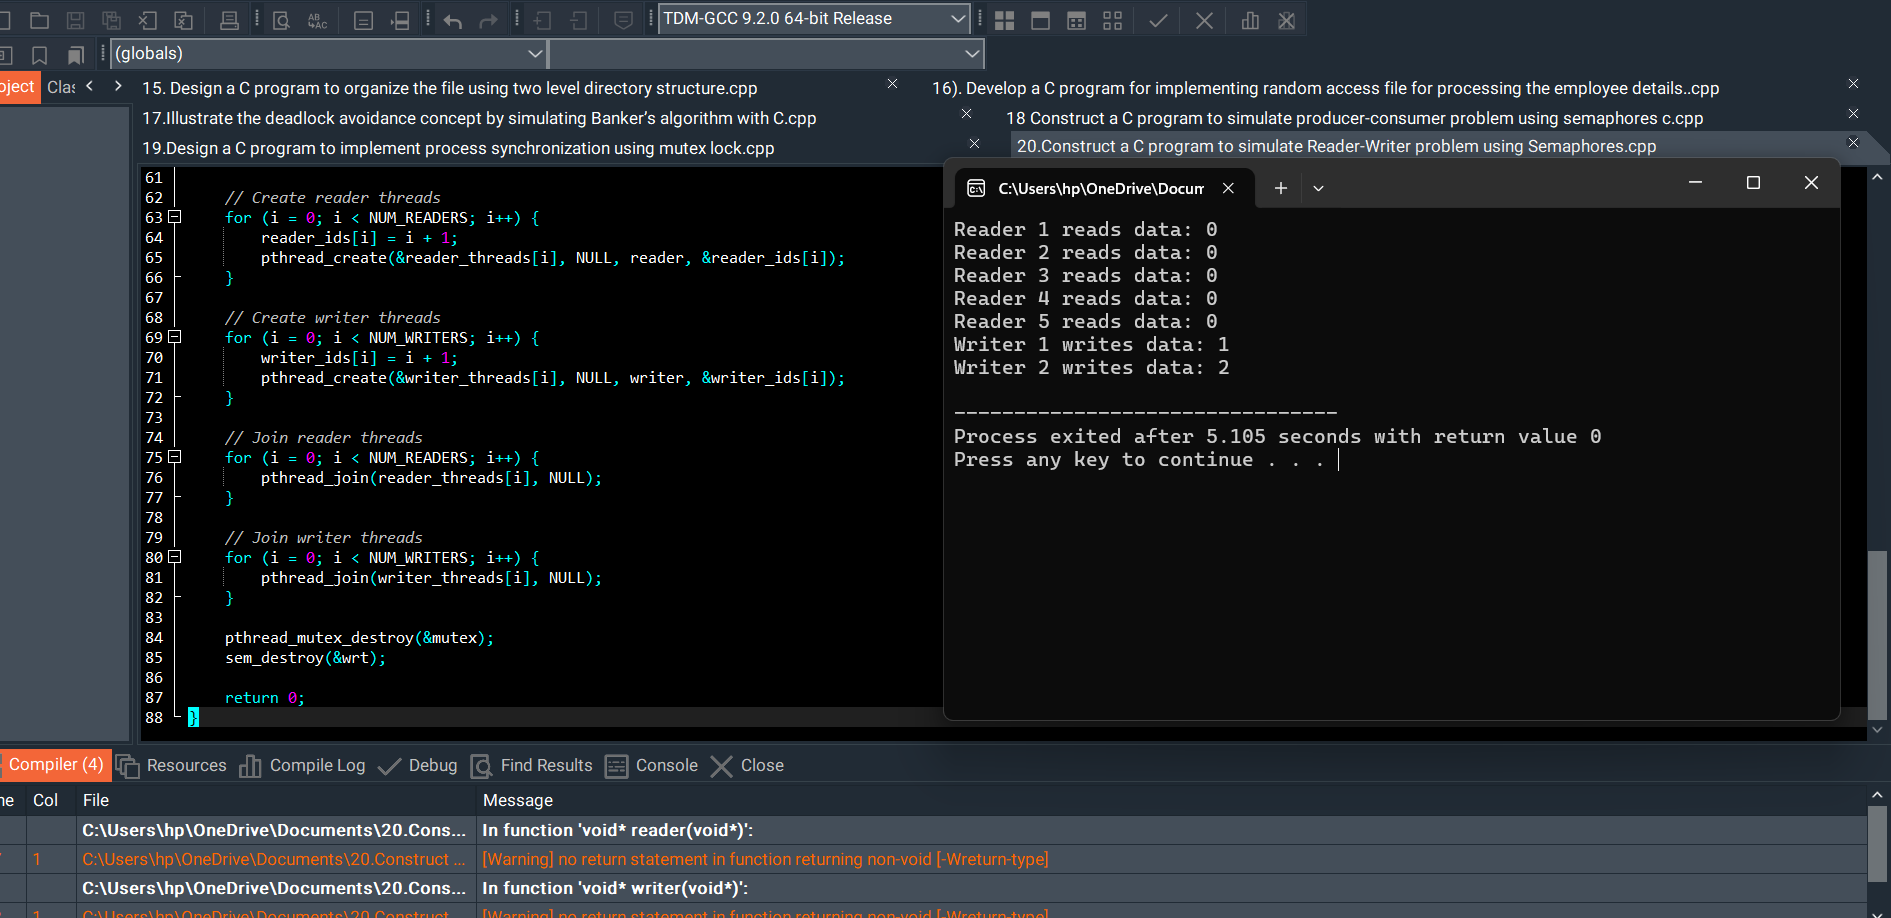 TDM-GCC 9.2.0 64-bit Release
(globals)
oject Clas
15. Design a C program to organize the file using two level directory structure.cpp
16). Develop a C program for implementing random access file for processing the employee details..cpp
17.Illustrate the deadlock avoidance concept by simulating Banker's algorithm with C.cpp
18 Construct a C program to simulate producer-consumer problem using semaphores c.cpp
19.Design a C program to implement process synchronization using mutex lock.cpp
20.Construct a C program to simulate Reader-Writer problem using Semaphores.cpp
61
62 // Create reader threads
63 for (i = 0; i < NUM_READERS; i++) {
64 reader_ids[i] = i + 1;
65 pthread_create(&reader_threads[i], NULL, reader, &reader_ids[i]);
66 }
67
68 // Create writer threads
69 for (i = 0; i < NUM_WRITERS; i++) {
70 writer_ids[i] = i + 1;
71 pthread_create(&writer_threads[i], NULL, writer, &writer_ids[i]);
72 }
73
74 // Join reader threads
75 for (i = 0; i < NUM_READERS; i++) {
76 pthread_join(reader_threads[i], NULL);
77 }
78
79 // Join writer threads
80 for (i = 0; i < NUM_WRITERS; i++) {
81 pthread_join(writer_threads[i], NULL);
82 }
83
84 pthread_mutex_destroy(&mutex);
85 sem_destroy(&wrt);
86
87 return 0;
88 }
C:\Users\hp\OneDrive\Docum
Reader 1 reads data: 0
Reader 2 reads data: 0
Reader 3 reads data: 0
Reader 4 reads data: 0
Reader 5 reads data: 0
Writer 1 writes data: 1
Writer 2 writes data: 2
--------------------------------
Process exited after 5.105 seconds with return value 0
Press any key to continue . . .
Compiler (4) Resources Compile Log Debug Find Results Console Close
ne Col File Message
C:\Users\hp\OneDrive\Documents\20.Cons... In function 'void* reader(void*)':
1 C:\Users\hp\OneDrive\Documents\20.Construct ... [Warning] no return statement in function returning non-void [-Wreturn-type]
C:\Users\hp\OneDrive\Documents\20.Cons... In function 'void* writer(void*)':
1 C:\Users\hp\OneDrive\Documents\20.Construct ... [Warning] no return statement in function returning non-void [-Wreturn-type]